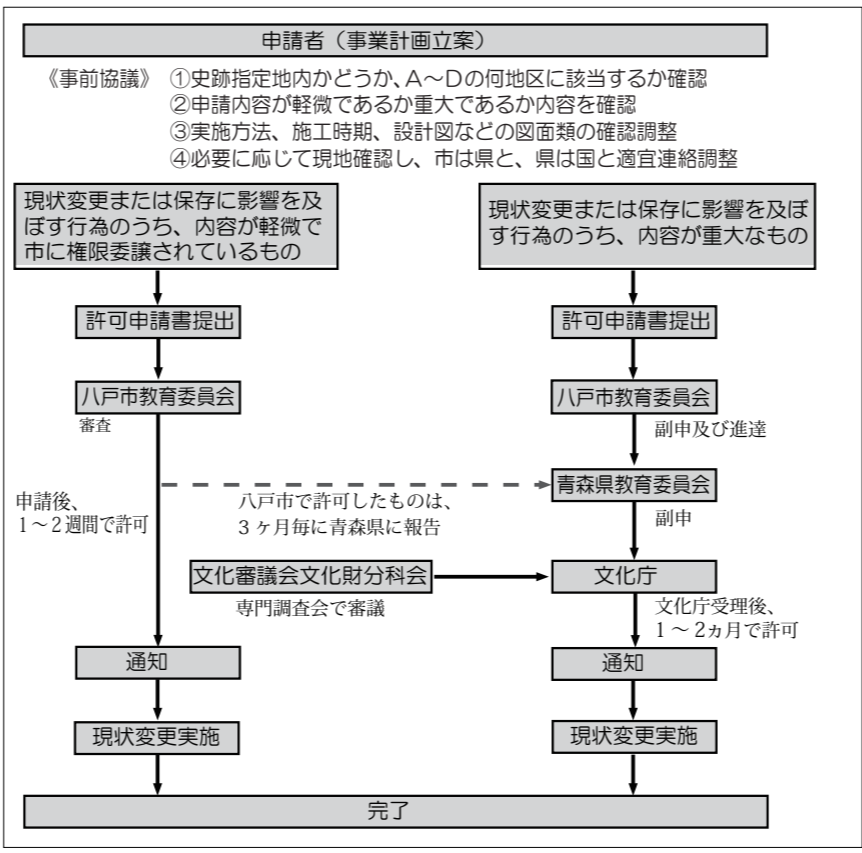 申請者（事業計画立案）
《事前協議》 ①史跡指定地内かどうか、A～Dの何地区に該当するか確認
②申請内容が軽微であるか重大であるか内容を確認
③実施方法、施工時期、設計図などの図面類の確認調整
④必要に応じて現地確認し、市は県と、県は国と適宜連絡調整
現状変更または保存に影響を及
ぼす行為のうち、内容が軽微で
市に権限委譲されているもの
許可申請書提出
八戸市教育委員会
審査
申請後、
1～2週間で許可
八戸市で許可したものは、
3ヶ月毎に青森県に報告
通知
現状変更実施
現状変更または保存に影響を及ぼ
す行為のうち、内容が重大なもの
許可申請書提出
八戸市教育委員会
副申及び進達
青森県教育委員会
副申
文化審議会文化財分科会
専門調査会で審議
文化庁
文化庁受理後、
1～2ヵ月で許可
通知
現状変更実施
完了